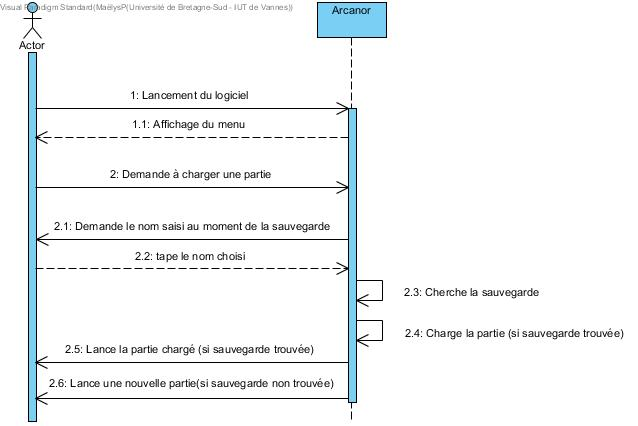 Visual Paradigm Standard(MaëlysP(Université de Bretagne-Sud - IUT de Vannes))
Arcanor
Actor
1: Lancement du logiciel
1.1: Affichage du menu
2: Demande à charger une partie
2.1: Demande le nom saisi au moment de la sauvegarde
2.2: tape le nom choisi
2.3: Cherche la sauvegarde
2.4: Charge la partie (si sauvegarde trouvée)
2.5: Lance la partie chargé (si sauvegarde trouvée)
2.6: Lance une nouvelle partie(si sauvegarde non trouvée)